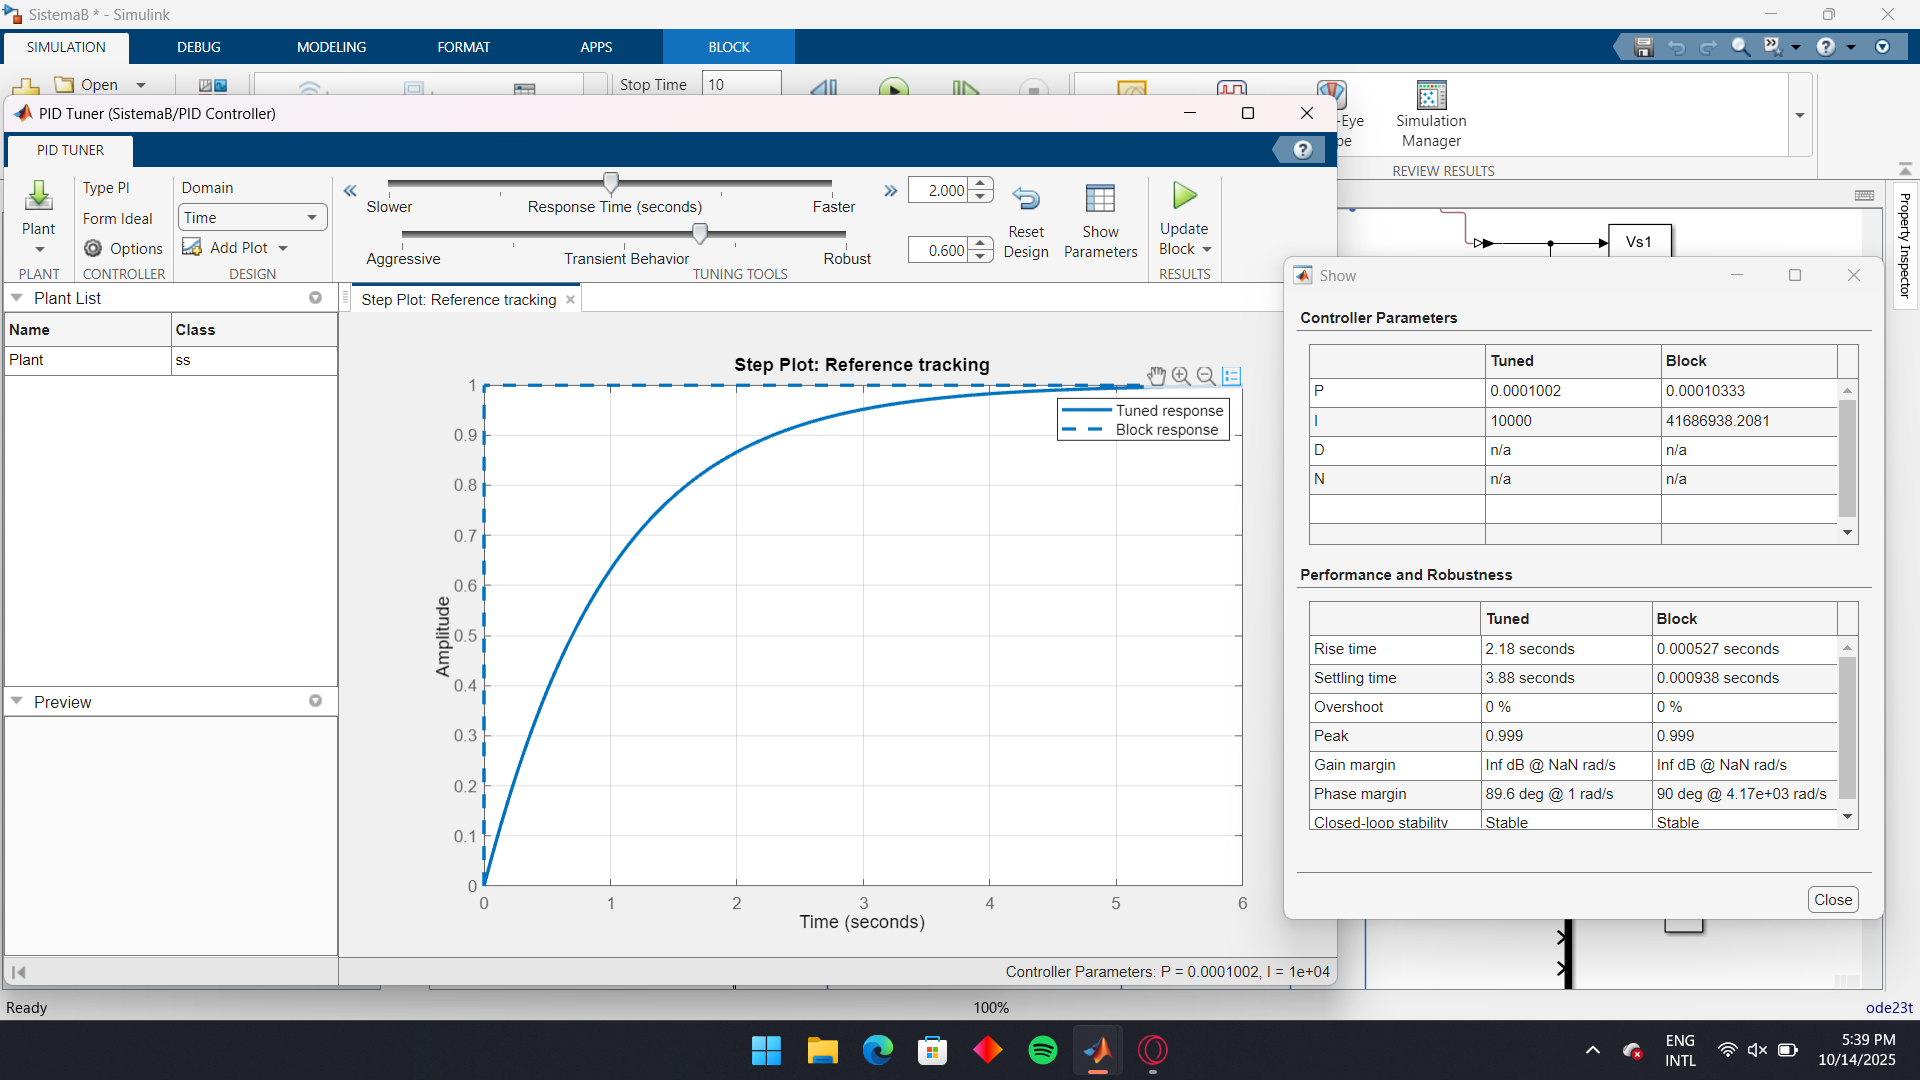 SistemaB * - Simulink
SIMULATION
DEBUG
MODELING
FORMAT
APPS
BLOCK
Open
Stop Time
10
-Eye
Simulation
Manager
REVIEW RESULTS
PID Tuner (SistemaB/PID Controller)
PID TUNER
Plant
PLANT
Type PI
Form Ideal
Options
CONTROLLER
Domain
Time
Add Plot
DESIGN
Slower
Response Time (seconds)
Faster
2.000
Aggressive
Transient Behavior
Robust
0.600
TUNING TOOLS
Reset
Design
Show
Parameters
Update
Block
RESULTS
Property Inspector
Vs1
Plant List
Name Class
Plant ss
Preview
Step Plot: Reference tracking
Step Plot: Reference tracking
Tuned response
Block response
Amplitude
1
0.9
0.8
0.7
0.6
0.5
0.4
0.3
0.2
0.1
0
0 1 2 3 4 5 6
Time (seconds)
Controller Parameters: P = 0.0001002, I = 1e+04
Show
Controller Parameters
Tuned Block
P 0.0001002 0.00010333
I 10000 41686938.2081
D n/a n/a
N n/a n/a
Performance and Robustness
Tuned Block
Rise time 2.18 seconds 0.000527 seconds
Settling time 3.88 seconds 0.000938 seconds
Overshoot 0 % 0 %
Peak 0.999 0.999
Gain margin Inf dB @ NaN rad/s Inf dB @ NaN rad/s
Phase margin 89.6 deg @ 1 rad/s 90 deg @ 4.17e+03 rad/s
Closed-loop stability Stable Stable
Close
Ready
100%
ode23t
ENG
INTL
5:39 PM
10/14/2025